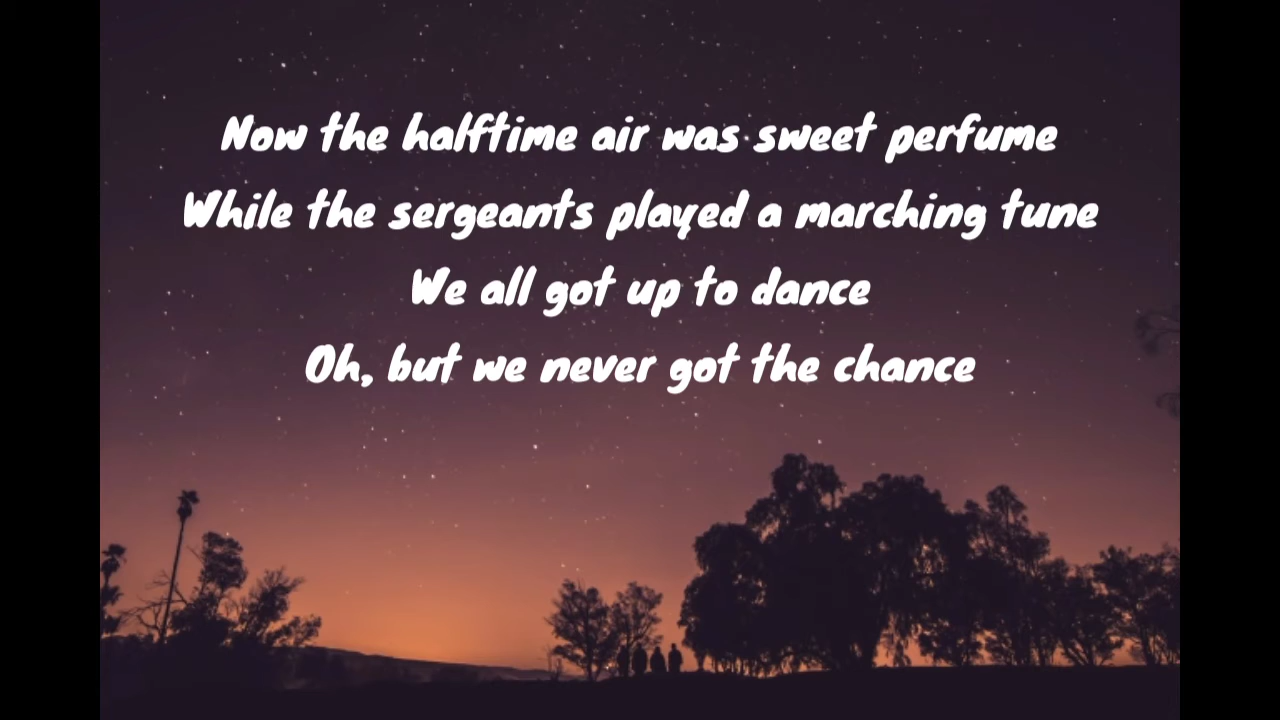 Now the halftime air was sweet perfume
While the sergeants played a marching tune
We all got up to dance
Oh, but we never got the chance